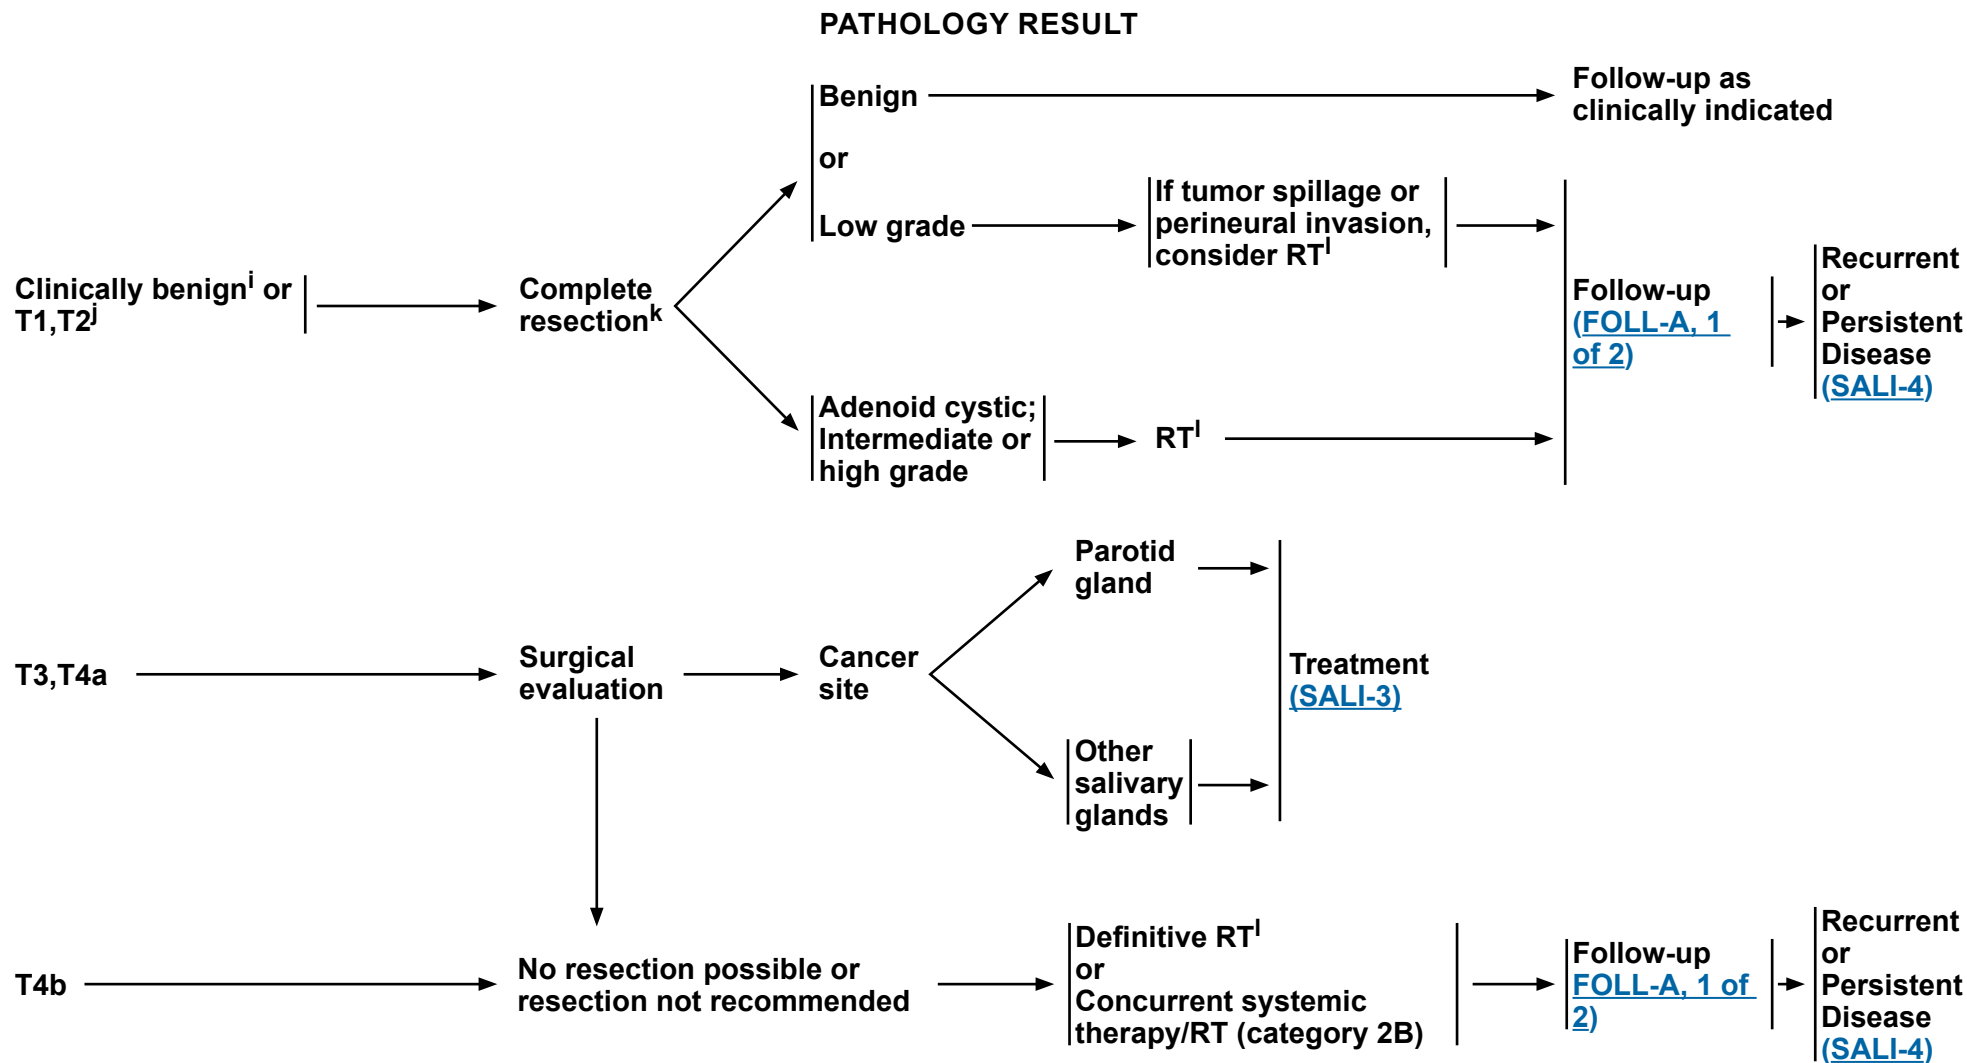 PATHOLOGY RESULT
Clinically benignⁱ or
T1,T2ʲ
Complete
resectionᵏ
Benign
or
Low grade
Follow-up as
clinically indicated
If tumor spillage or
perineural invasion,
consider RTˡ
Adenoid cystic;
Intermediate or
high grade
RTˡ
Follow-up
(FOLL-A, 1
of 2)
Recurrent
or
Persistent
Disease
(SALI-4)
T3,T4a
Surgical
evaluation
Cancer
site
Parotid
gland
Other
salivary
glands
Treatment
(SALI-3)
T4b
No resection possible or
resection not recommended
Definitive RTˡ
or
Concurrent systemic
therapy/RT (category 2B)
Follow-up
FOLL-A, 1 of
2)
Recurrent
or
Persistent
Disease
(SALI-4)